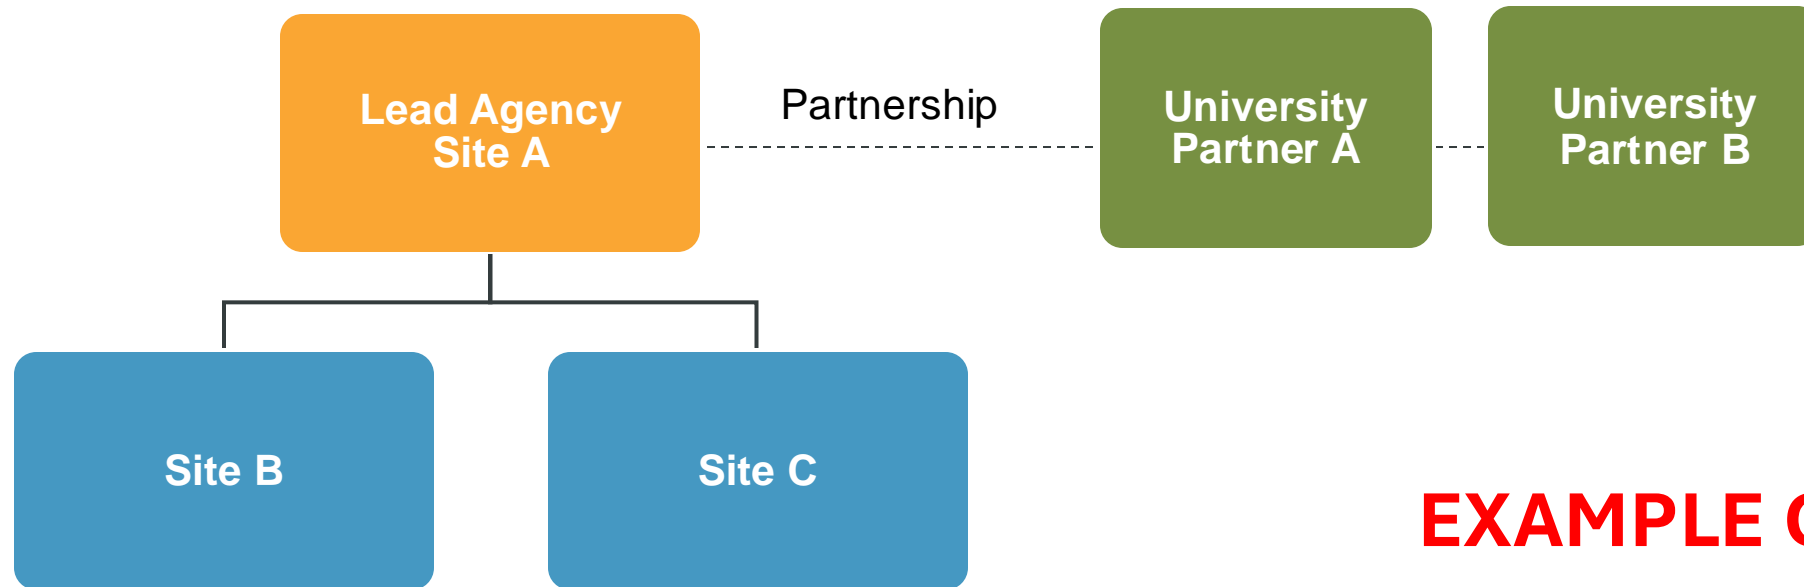 Lead Agency
Site A
Partnership
University
Partner A
University
Partner B
Site B
Site C
EXAMPLE